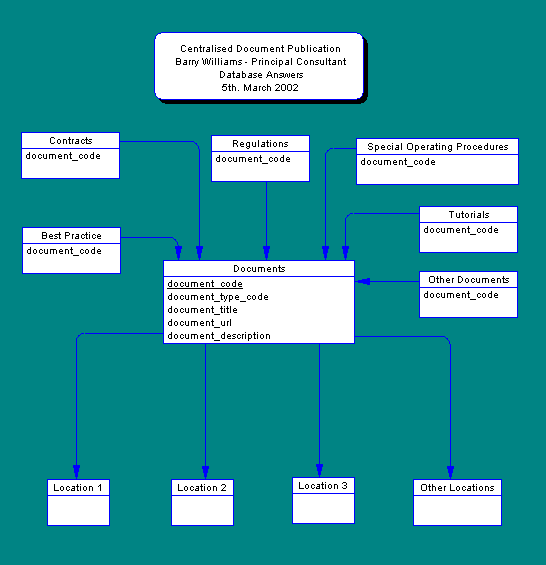 Centralised Document Publication
Barry Williams - Principal Consultant
Database Answers
5th. March 2002
Contracts
document_code
Regulations
document_code
Special Operating Procedures
document_code
Best Practice
document_code
Tutorials
document_code
Other Documents
document_code
Documents
document_code
document_type_code
document_title
document_url
document_description
Location 1
Location 2
Location 3
Other Locations